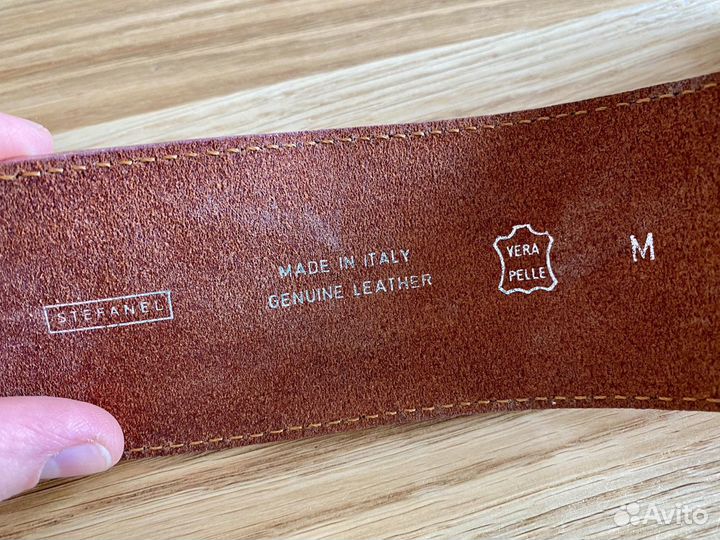 STEFANEL
MADE IN ITALY
GENUINE LEATHER
VERA
PELLE
M
Avito